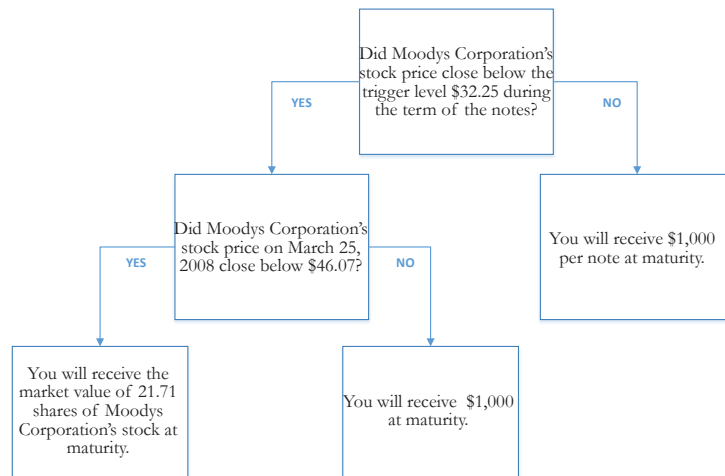 Did Moodys Corporation's
stock price close below the
trigger level $32.25 during
the term of the notes?
YES
NO
Did Moodys Corporation's
stock price on March 25,
2008 close below $46.07?
You will receive $1,000
per note at maturity.
YES
NO
You will receive the
market value of 21.71
shares of Moodys
Corporation's stock at
maturity.
You will receive $1,000
at maturity.